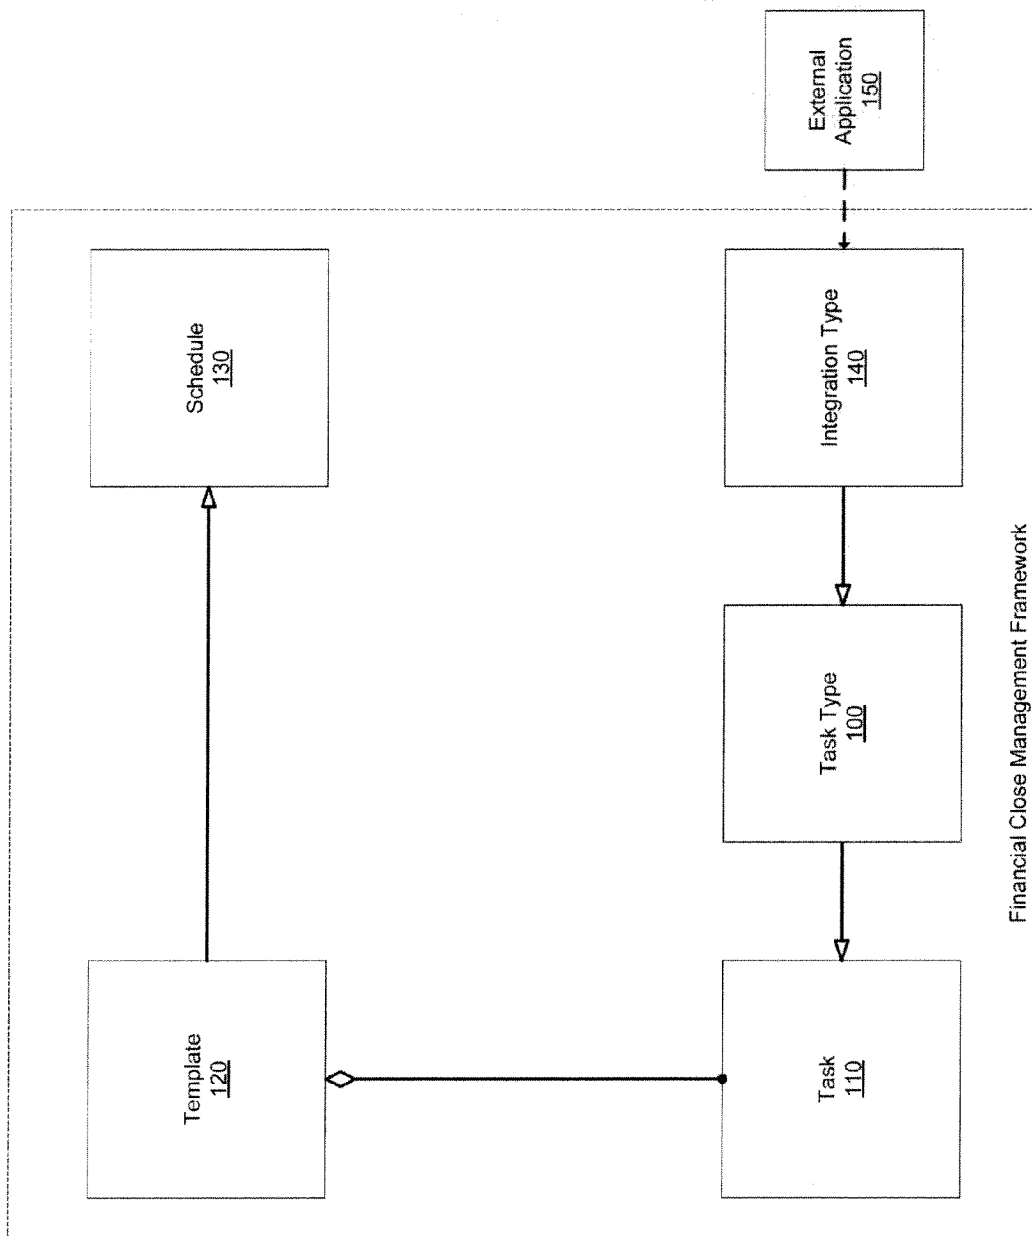 Template
120
Schedule
130
Task
110
Task Type
100
Integration Type
140
External
Application
150
Financial Close Management Framework